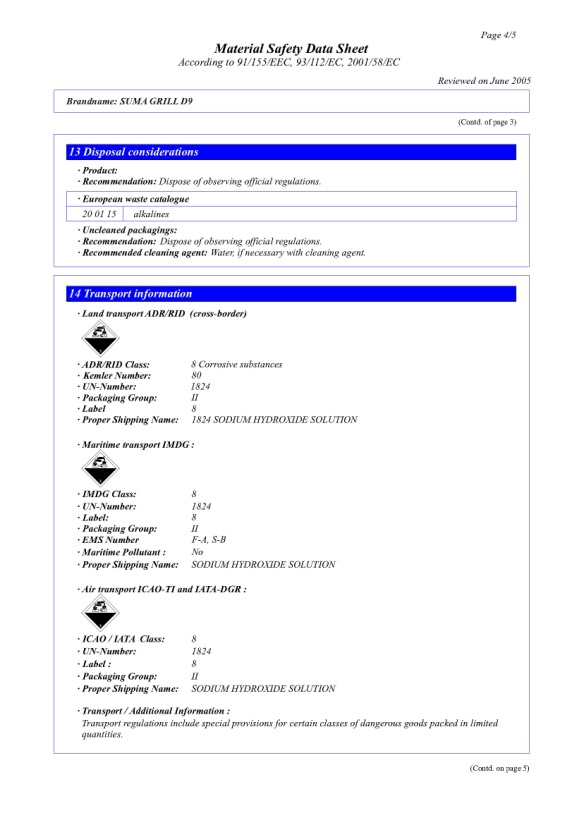 Page 4/5
Material Safety Data Sheet
According to 91/155/EEC, 93/112/EC, 2001/58/EC
Reviewed on June 2005
Brandname: SUMA GRILL D9
(Contd. of page 3)
13 Disposal considerations
· Product:
· Recommendation: Dispose of observing official regulations.
· European waste catalogue
20 01 15 alkalines
· Uncleaned packagings:
· Recommendation: Dispose of observing official regulations.
· Recommended cleaning agent: Water, if necessary with cleaning agent.
14 Transport information
· Land transport ADR/RID (cross-border)
· ADR/RID Class: 8 Corrosive substances
· Kemler Number: 80
· UN-Number: 1824
· Packaging Group: II
· Label 8
· Proper Shipping Name: 1824 SODIUM HYDROXIDE SOLUTION
· Maritime transport IMDG :
· IMDG Class: 8
· UN-Number: 1824
· Label: 8
· Packaging Group: II
· EMS Number F-A, S-B
· Maritime Pollutant : No
· Proper Shipping Name: SODIUM HYDROXIDE SOLUTION
· Air transport ICAO-TI and IATA-DGR :
· ICAO / IATA Class: 8
· UN-Number: 1824
· Label : 8
· Packaging Group: II
· Proper Shipping Name: SODIUM HYDROXIDE SOLUTION
· Transport / Additional Information :
Transport regulations include special provisions for certain classes of dangerous goods packed in limited
quantities.
(Contd. on page 5)